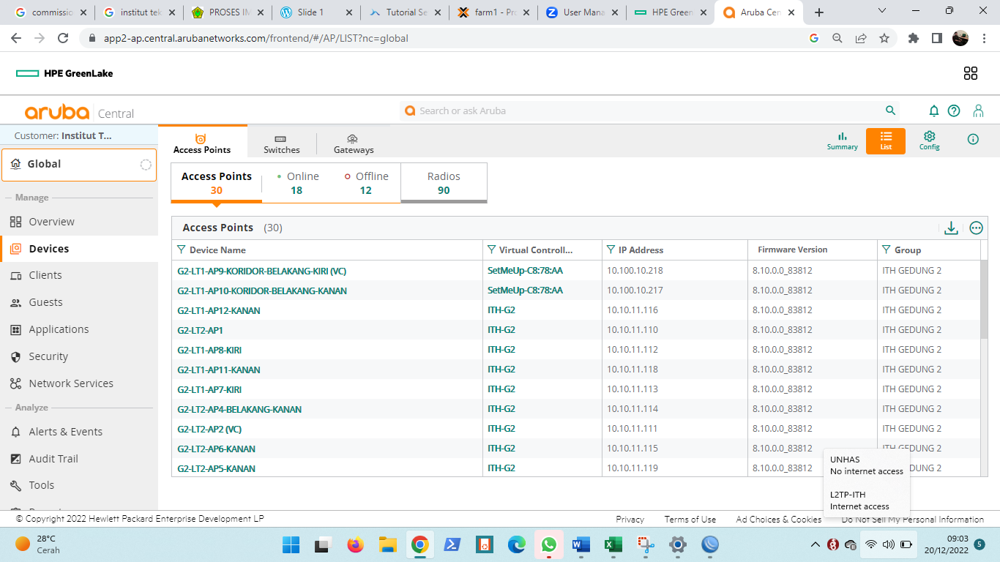 commissio
institut tek
PROSES IM
Slide 1
Tutorial Se
farm1 - Pro
User Mana
HPE Green
Aruba Cen
app2-ap.central.arubanetworks.com/frontend/#/AP/LIST?nc=global
HPE GreenLake
aruba Central
Search or ask Aruba
Customer: Institut T...
Global
Manage
Overview
Devices
Clients
Guests
Applications
Security
Network Services
Analyze
Alerts & Events
Audit Trail
Tools
Access Points
Switches
Gateways
Summary
List
Config
Access Points
30
Online
18
Offline
12
Radios
90
Access Points (30)
Device Name Virtual Controll... IP Address Firmware Version Group
G2-LT1-AP9-KORIDOR-BELAKANG-KIRI (VC) SetMeUp-C8:78:AA 10.100.10.218 8.10.0.0_83812 ITH GEDUNG 2
G2-LT1-AP10-KORIDOR-BELAKANG-KANAN SetMeUp-C8:78:AA 10.100.10.217 8.10.0.0_83812 ITH GEDUNG 2
G2-LT1-AP12-KANAN ITH-G2 10.10.11.116 8.10.0.0_83812 ITH GEDUNG 2
G2-LT2-AP1 ITH-G2 10.10.11.110 8.10.0.0_83812 ITH GEDUNG 2
G2-LT1-AP8-KIRI ITH-G2 10.10.11.112 8.10.0.0_83812 ITH GEDUNG 2
G2-LT1-AP11-KANAN ITH-G2 10.10.11.118 8.10.0.0_83812 ITH GEDUNG 2
G2-LT1-AP7-KIRI ITH-G2 10.10.11.113 8.10.0.0_83812 ITH GEDUNG 2
G2-LT2-AP4-BELAKANG-KANAN ITH-G2 10.10.11.114 8.10.0.0_83812 ITH GEDUNG 2
G2-LT2-AP2 (VC) ITH-G2 10.10.11.111 8.10.0.0_83812 ITH GEDUNG 2
G2-LT2-AP6-KANAN ITH-G2 10.10.11.115 8.10.0.0_83812 ITH GEDUNG 2
G2-LT2-AP5-KANAN ITH-G2 10.10.11.119 8.10.0.0_83812 DUNG 2
UNHAS
No internet access
L2TP-ITH
Internet access
© Copyright 2022 Hewlett Packard Enterprise Development LP
Privacy Terms of Use Ad Choices & Cookies Do Not Sell My Personal Information
28°C
Cerah
09:03
20/12/2022
5